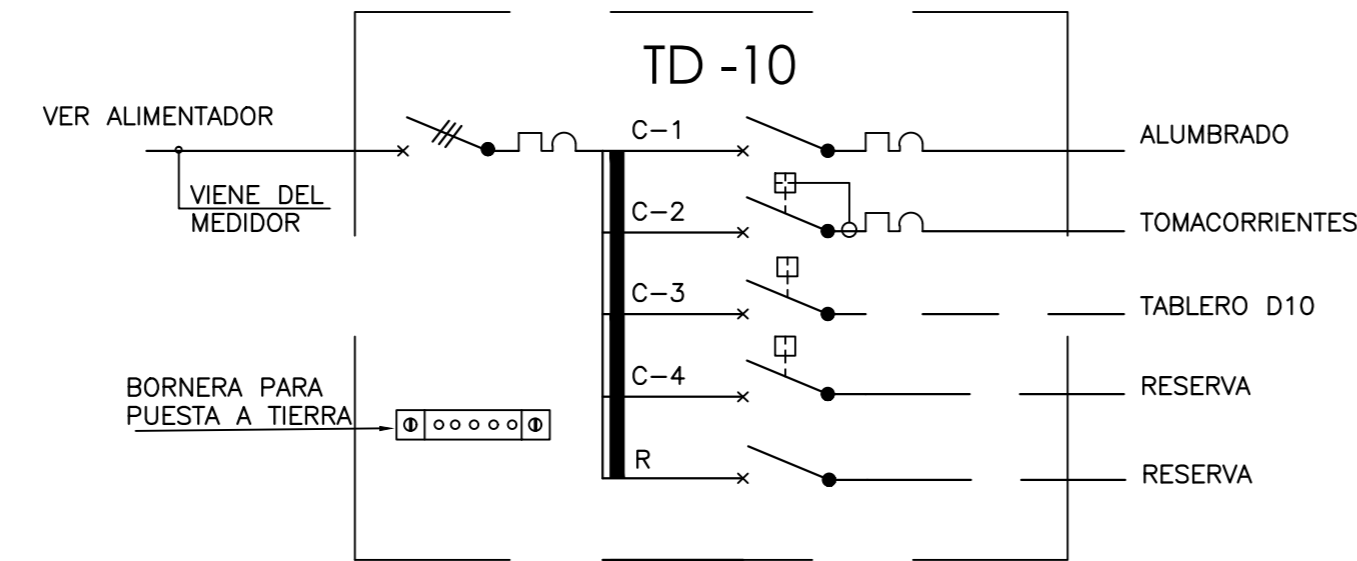 TD -10
VER ALIMENTADOR
VIENE DEL
MEDIDOR
C-1
ALUMBRADO
C-2
TOMACORRIENTES
C-3
TABLERO D10
C-4
RESERVA
BORNERA PARA
PUESTA A TIERRA
R
RESERVA